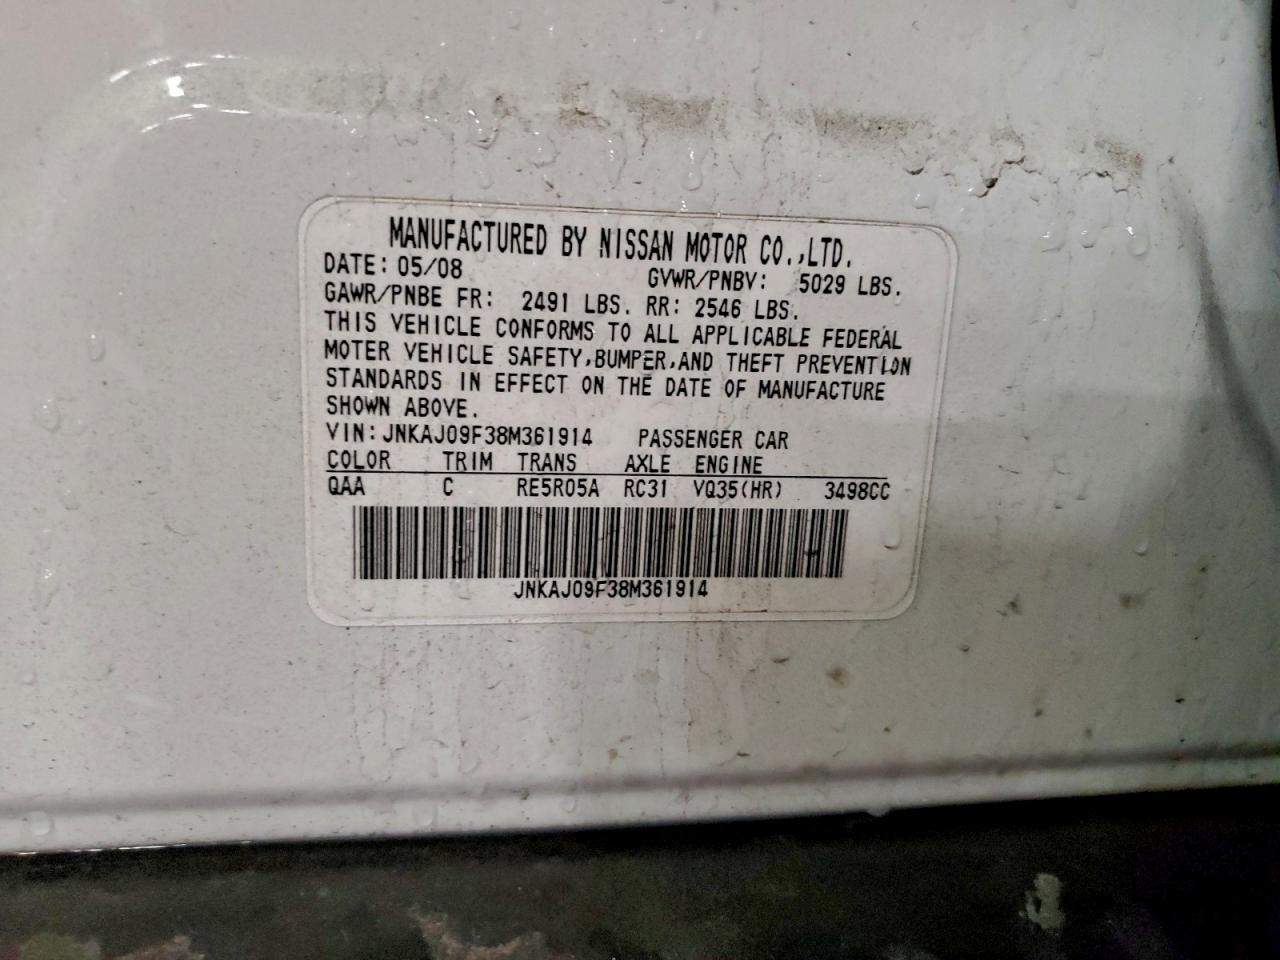 MANUFACTURED BY NISSAN MOTOR CO.,LTD.
DATE: 05/08 GVWR/PNBV: 5029 LBS.
GAWR/PNBE FR: 2491 LBS. RR: 2546 LBS.
THIS VEHICLE CONFORMS TO ALL APPLICABLE FEDERAL
MOTER VEHICLE SAFETY,BUMPER,AND THEFT PREVENTION
STANDARDS IN EFFECT ON THE DATE OF MANUFACTURE
SHOWN ABOVE.
VIN: JNKAJ09F38M361914 PASSENGER CAR
COLOR TRIM TRANS AXLE ENGINE
QAA C RE5R05A RC31 VQ35(HR) 3498CC
JNKAJ09F38M361914